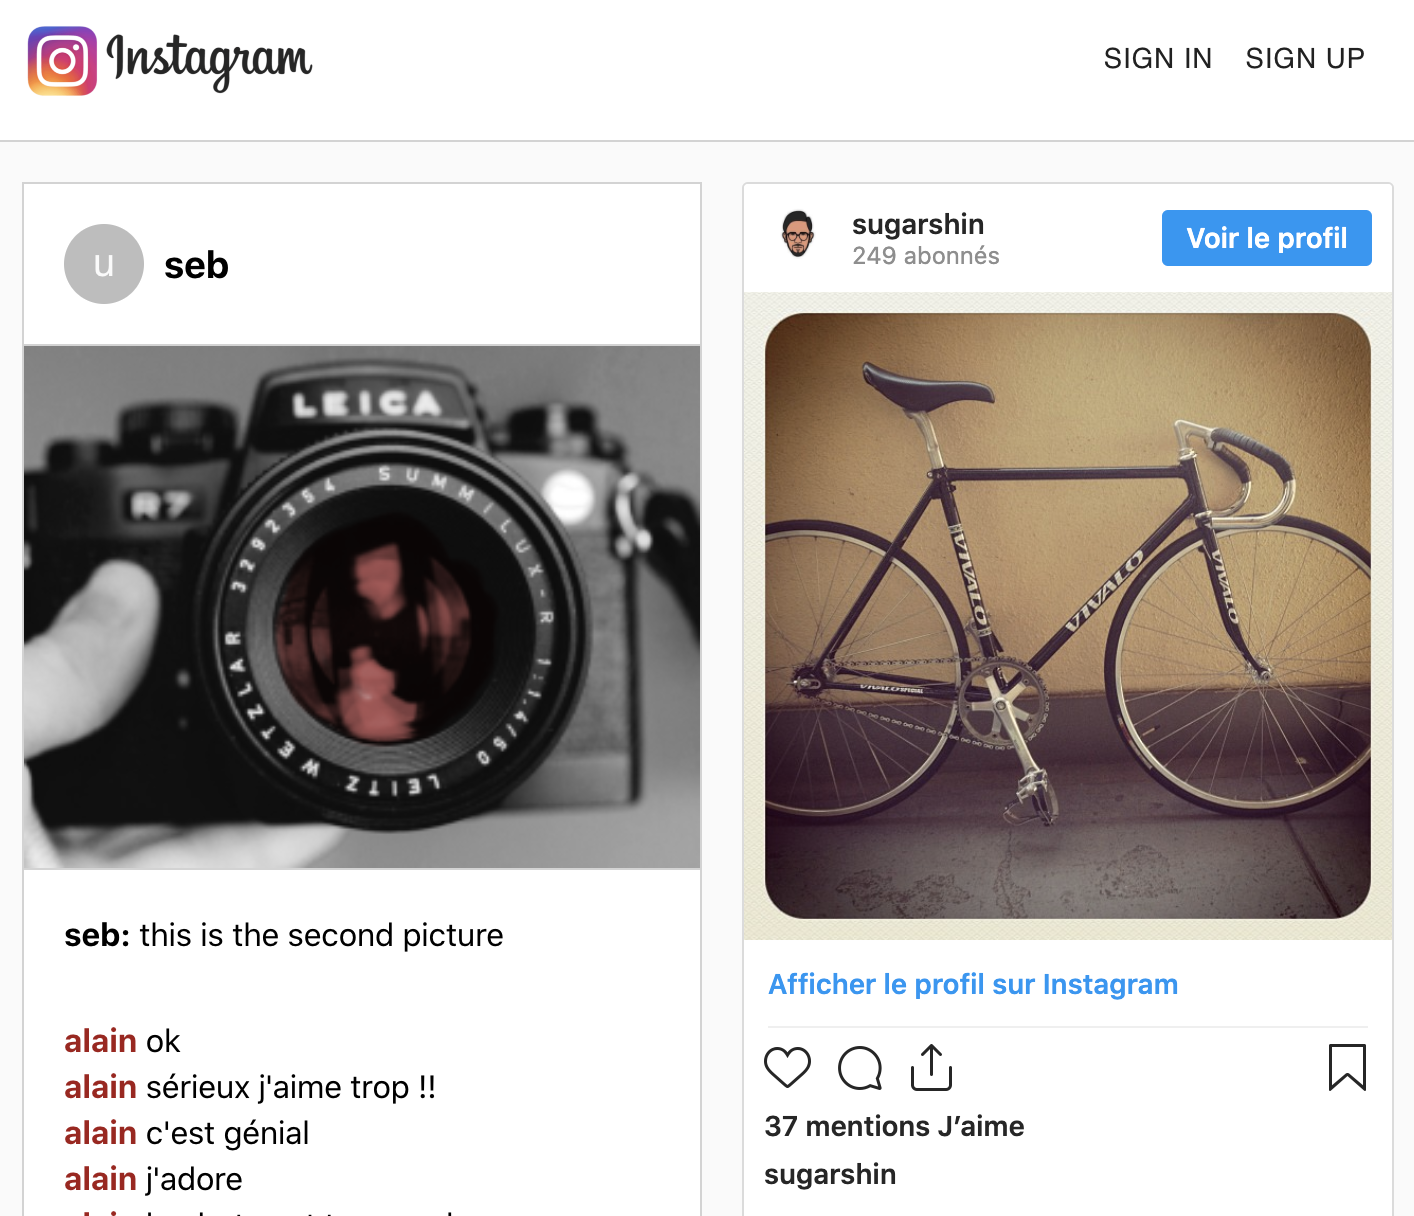 Instagram
SIGN IN SIGN UP
u
seb
LEICA
R7
3292354 SUMMILUX-R 1:1.4/50 LEITZ WETZLAR
seb: this is the second picture
alain ok
alain sérieux j'aime trop !!
alain c'est génial
alain j'adore
sugarshin
249 abonnés
Voir le profil
VIVALO
VIVALO
VIVALO
Afficher le profil sur Instagram
37 mentions J’aime
sugarshin